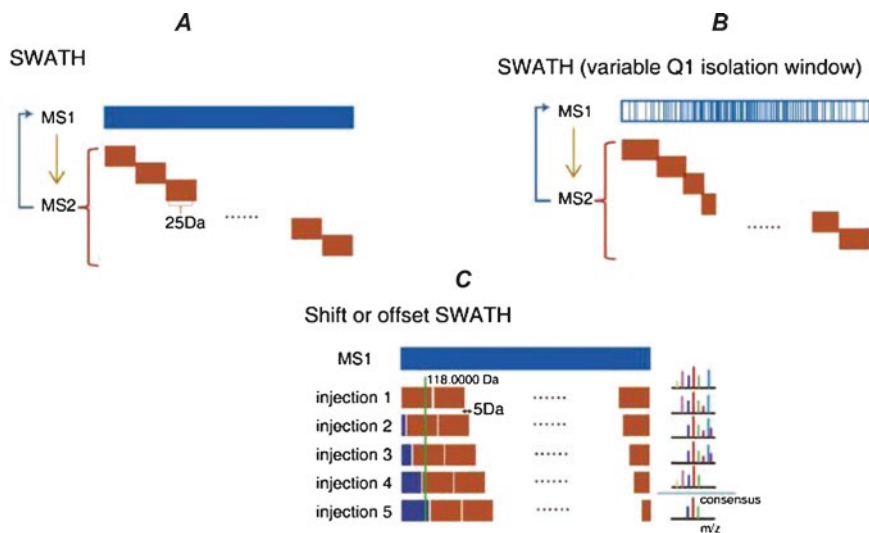 A
SWATH
MS1
MS2
25Da
......
B
SWATH (variable Q1 isolation window)
MS1
MS2
......
C
Shift or offset SWATH
MS1
118.0000 Da
injection 1
......
5Da
injection 2
......
injection 3
......
injection 4
......
consensus
injection 5
......
m/z